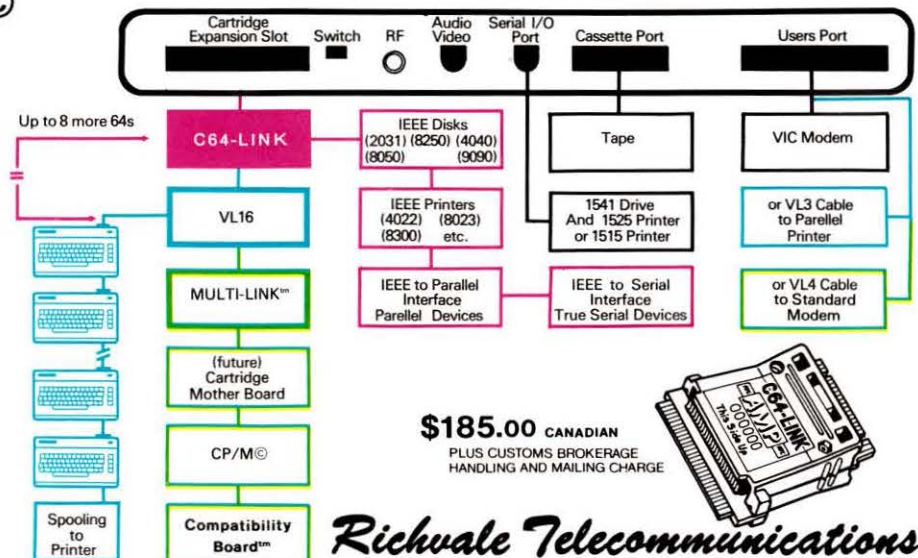 ©
Cartridge
Expansion Slot
Switch
RF
Audio
Video
Serial I/O
Port
Cassette Port
Users Port
Up to 8 more 64s
C64-LINK
IEEE Disks
(2031) (8250) (4040)
(8050) (9090)
Tape
VIC Modem
VL16
IEEE Printers
(4022) (8023)
(8300) etc.
1541 Drive
And 1525 Printer
or 1515 Printer
or VL3 Cable
to Parellel
Printer
MULTI-LINK™
IEEE to Parallel
Interface
Parellel Devices
IEEE to Serial
Interface
True Serial Devices
or VL4 Cable
to Standard
Modem
(future)
Cartridge
Mother Board
CP/M©
Compatibility
Board™
Spooling
to
Printer
$185.00 CANADIAN
PLUS CUSTOMS BROKERAGE
HANDLING AND MAILING CHARGE
C64-LINK
AMP
000000
This Side Up
Richvale Telecommunications